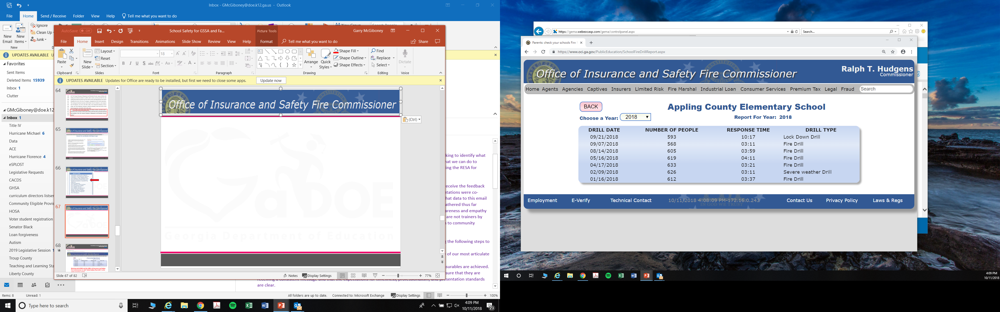 Inbox - GMcGiboney@doe.k12.ga.us - Outlook
File Home Send / Receive Folder View Help Tell me what you want to do
Ignore
Clean Up
Junk
New Email
New Items
New
UPDATES AVAILABLE
Favorites
Sent Items
Deleted Items 15939
Inbox 1
Clutter
GMcGiboney@doe.k12
Inbox 1
Title IV
Hurricane Michael 6
Data
ACE
Hurricane Florence 4
eSPLOST
Legislative Requests
CACDS
GHSA
curriculum directors listser
Community Eligible Provis
HOSA
Voter student registration
Senator Black
Loan forgiveness
Autism
2019 Legislative Session 1
Troup County
Teaching and Learning Sta
Liberty County
Items: 8 Unread: 1
AutoSave Off
School Safety for GSSA and Fa...
Picture Tools
Garry McGiboney
File Home Insert Design Transitions Animations Slide Show Review View Help Format Tell me what you want to do Share
Paste
Clipboard
New Slide
Layout
Reset
Section
Slides
18
Font
Paragraph
Arrange
Quick Styles
Shape Fill
Shape Outline
Shape Effects
Drawing
Find
Replace
Select
Editing
Dictate
Voice
UPDATES AVAILABLE Updates for Office are ready to be installed, but first we need to close some apps. Update now
64
65
66
67
68
Office of Insurance and Safety Fire Commissioner
(Ctrl)
GaDOE
Georgia Department of Education
Slide 67 of 82
Notes Display Settings 77%
king to identify what
hat we can do to
ing the RESA for
receive the feedback
ntations were co-
hat data to this email
athered thus far
areness and empathy
are not trainers by
n to community
g the following steps to
e of our most articulate
surables are achieved.
sure that they are
receiving a consistent message and that the expectations for timeliness, professionalism, and presentation standards
are clear.
All folders are up to date. Connected to: Microsoft Exchange Display Settings 100%
Type here to search
4:09 PM
10/11/2018
23
https://gema.webeocasp.com/gema/controlpanel.aspx
Search...
Parents: check your schools Fire
https://www.oci.ga.gov/PublicEducation/SchoolFireDrillReport.aspx
Office of Insurance and Safety Fire Commissioner
Ralph T. Hudgens
Commissioner
Home Agents Agencies Captives Insurers Limited Risk Fire Marshal Industrial Loan Consumer Services Premium Tax Legal Fraud Search
BACK
Appling County Elementary School
Choose a Year: 2018
Report For Year: 2018
DRILL DATE NUMBER OF PEOPLE RESPONSE TIME DRILL TYPE
09/21/2018 593 10:17 Lock Down Drill
09/07/2018 568 03:11 Fire Drill
08/14/2018 605 03:59 Fire Drill
05/16/2018 619 04:11 Fire Drill
04/17/2018 633 03:21 Fire Drill
02/09/2018 626 03:11 Severe weather Drill
01/16/2018 612 03:37 Fire Drill
Employment E-Verify Technical Contact 10/11/2018 4:08:09 PM-172.16.0.243 Contact Us Privacy Policy Laws & Regs
IN GOD WE TRUST
4:09 PM
10/11/2018